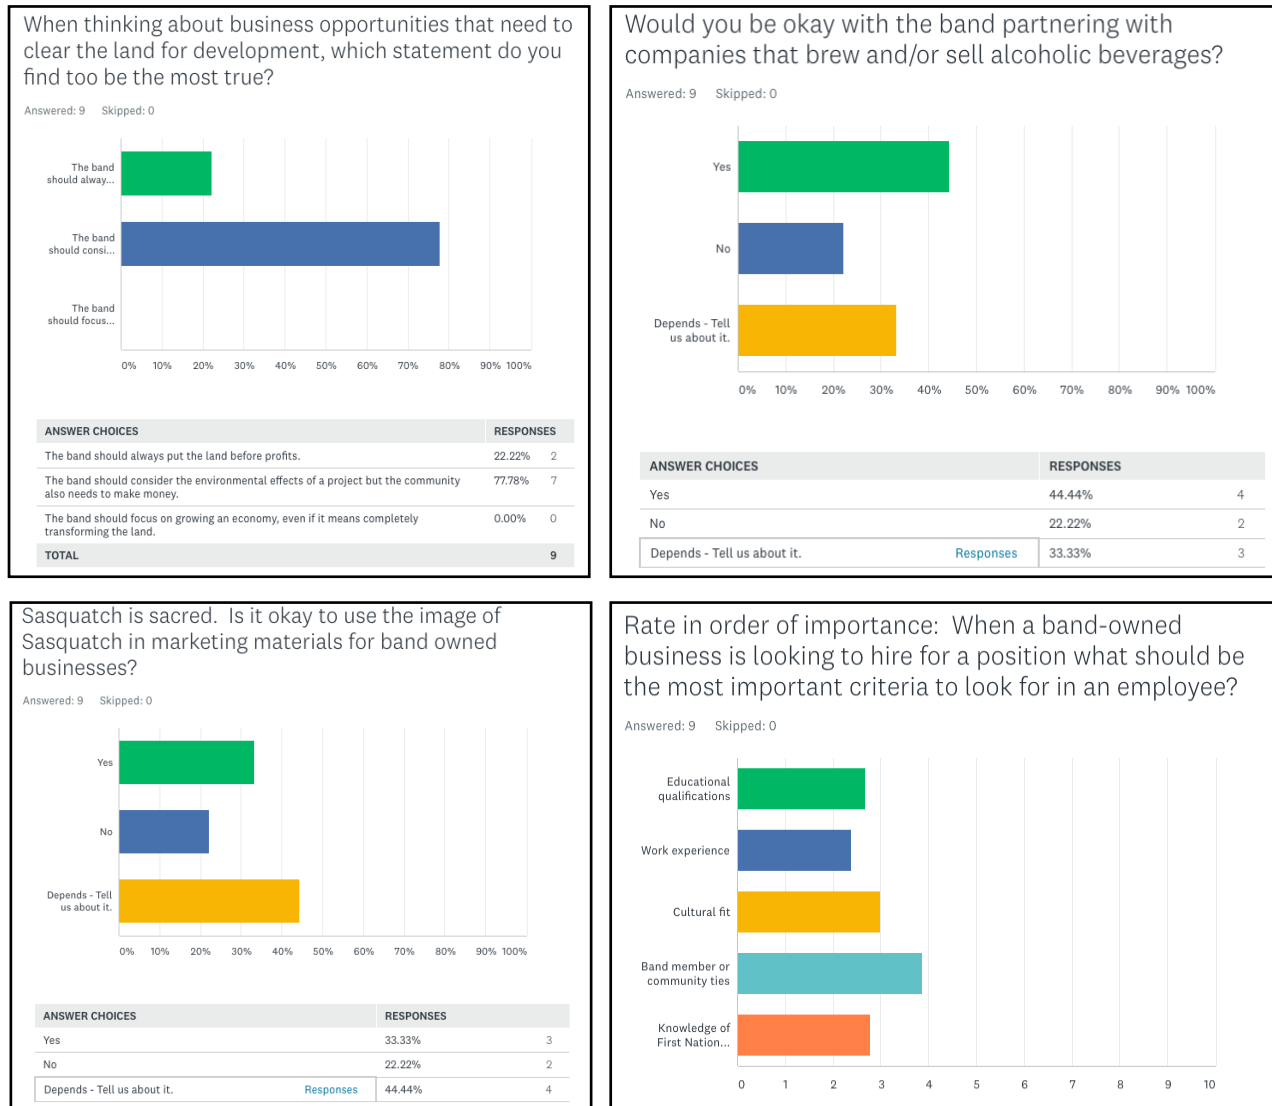 When thinking about business opportunities that need to
clear the land for development, which statement do you
find too be the most true?
Answered: 9 Skipped: 0
The band
should alway...
The band
should consi...
The band
should focus...
0% 10% 20% 30% 40% 50% 60% 70% 80% 90% 100%
ANSWER CHOICES RESPONSES
The band should always put the land before profits. 22.22% 2
The band should consider the environmental effects of a project but the community 77.78% 7
also needs to make money.
The band should focus on growing an economy, even if it means completely 0.00% 0
transforming the land.
TOTAL 9
Would you be okay with the band partnering with
companies that brew and/or sell alcoholic beverages?
Answered: 9 Skipped: 0
Yes
No
Depends - Tell
us about it.
0% 10% 20% 30% 40% 50% 60% 70% 80% 90% 100%
ANSWER CHOICES RESPONSES
Yes 44.44% 4
No 22.22% 2
Depends - Tell us about it. Responses 33.33% 3
Sasquatch is sacred. Is it okay to use the image of
Sasquatch in marketing materials for band owned
businesses?
Answered: 9 Skipped: 0
Yes
No
Depends - Tell
us about it.
0% 10% 20% 30% 40% 50% 60% 70% 80% 90% 100%
ANSWER CHOICES RESPONSES
Yes 33.33% 3
No 22.22% 2
Depends - Tell us about it. Responses 44.44% 4
Rate in order of importance: When a band-owned
business is looking to hire for a position what should be
the most important criteria to look for in an employee?
Answered: 9 Skipped: 0
Educational
qualifications
Work experience
Cultural fit
Band member or
community ties
Knowledge of
First Nation...
0 1 2 3 4 5 6 7 8 9 10